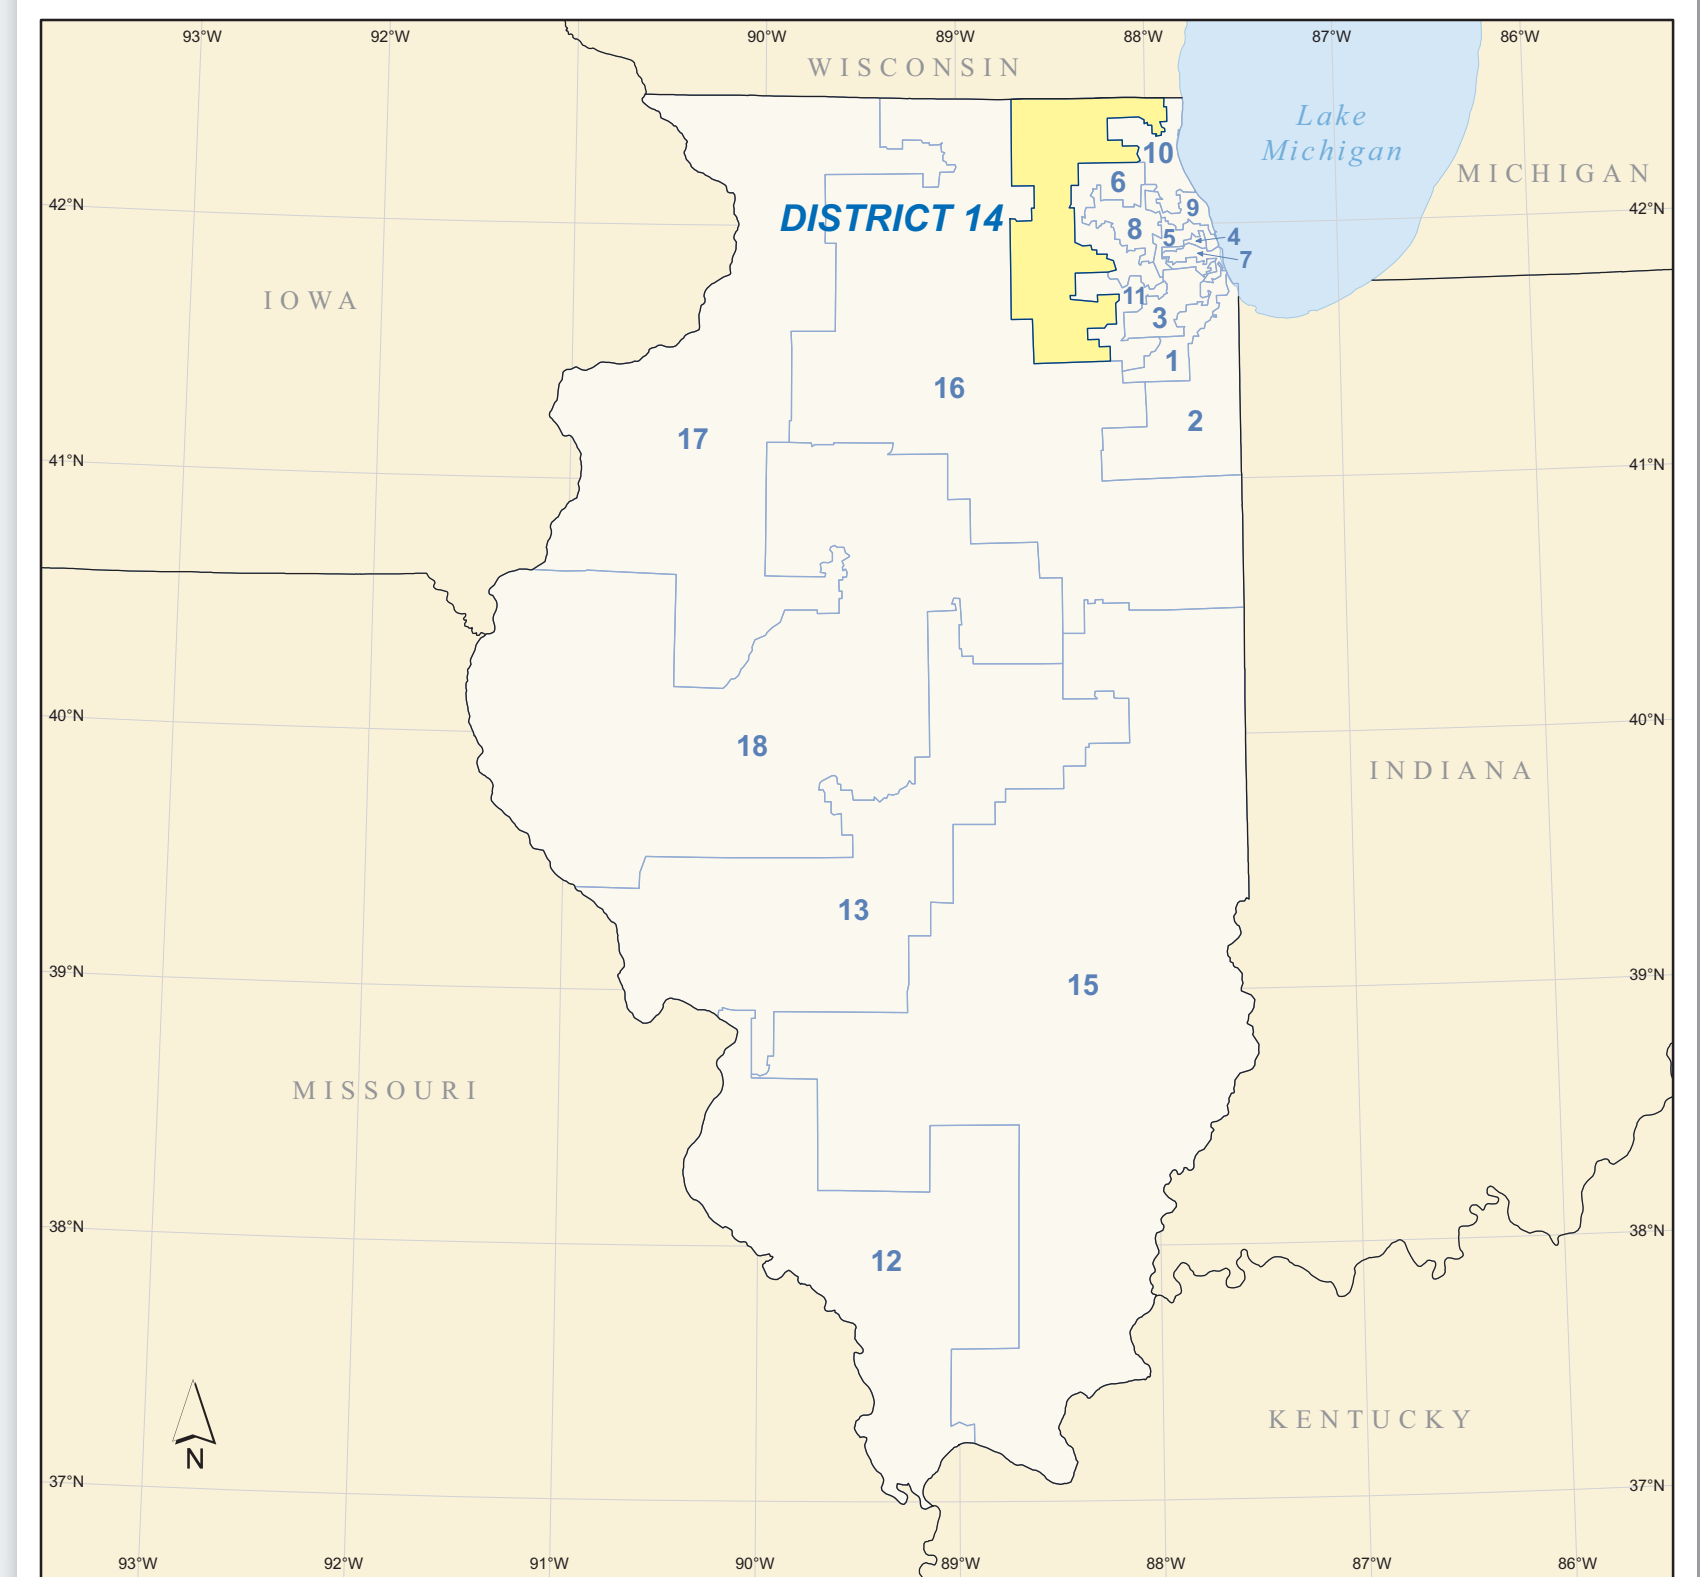 93°W 92°W 90°W 89°W 88°W 87°W 86°W
WISCONSIN
Lake
Michigan
10
MICHIGAN
6
42°N
DISTRICT 14
9
42°N
8
5
4
7
IOWA
11
3
1
16
2
17
41°N
41°N
40°N
40°N
18
INDIANA
13
39°N
39°N
15
MISSOURI
38°N
38°N
12
KENTUCKY
N
37°N
37°N
93°W 92°W 91°W 90°W 89°W 88°W 87°W 86°W